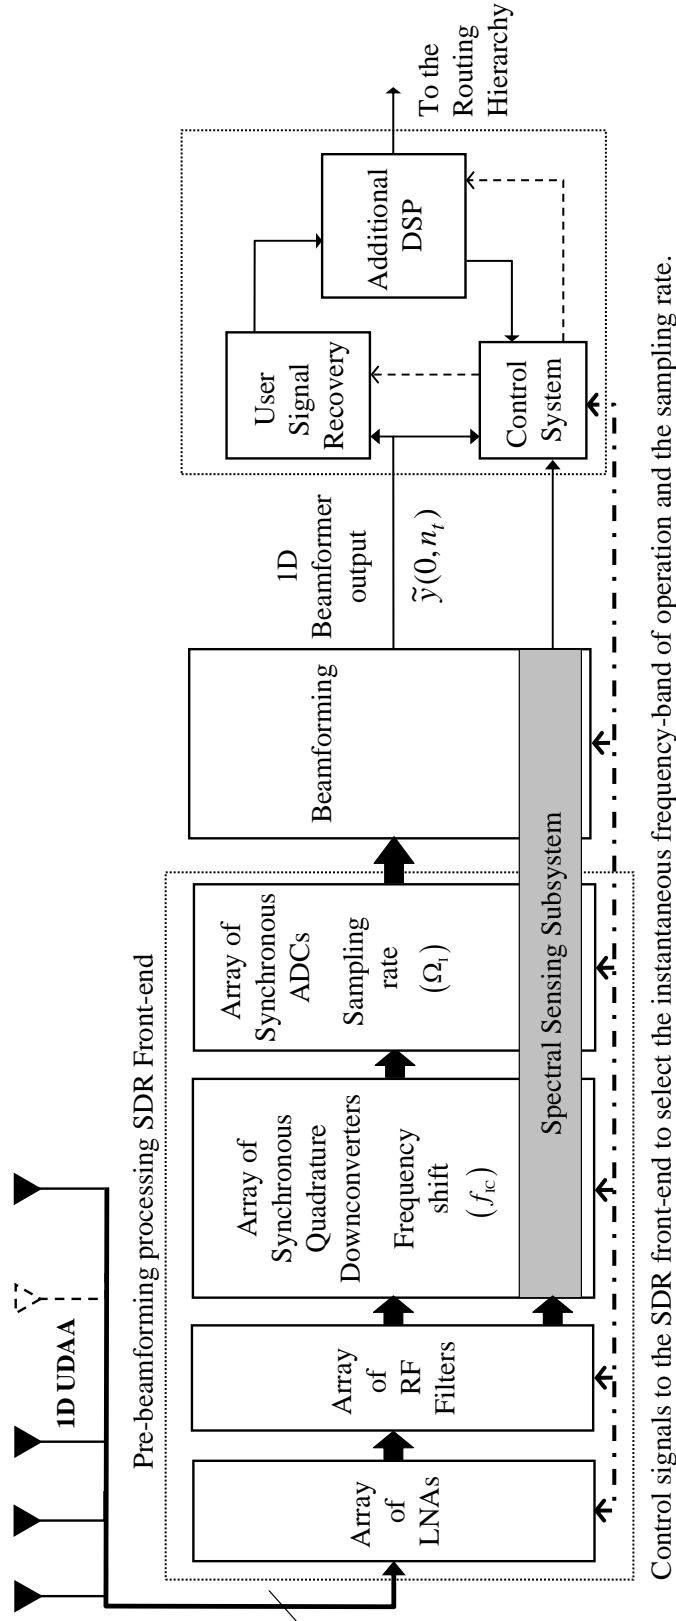 1D UDAA
Pre-beamforming processing SDR Front-end
Array
of
LNAs
Array
of
RF
Filters
Array of
Synchronous
Quadrature
Downconverters
Frequency
shift
(f_IC)
Array of
Synchronous
ADCs
Sampling
rate
(Ω_I)
Spectral Sensing Subsystem
Beamforming
1D
Beamformer
output
ỹ(0, n_t)
User
Signal
Recovery
Control
System
Additional
DSP
To the
Routing
Hierarchy
Control signals to the SDR front-end to select the instantaneous frequency-band of operation and the sampling rate.